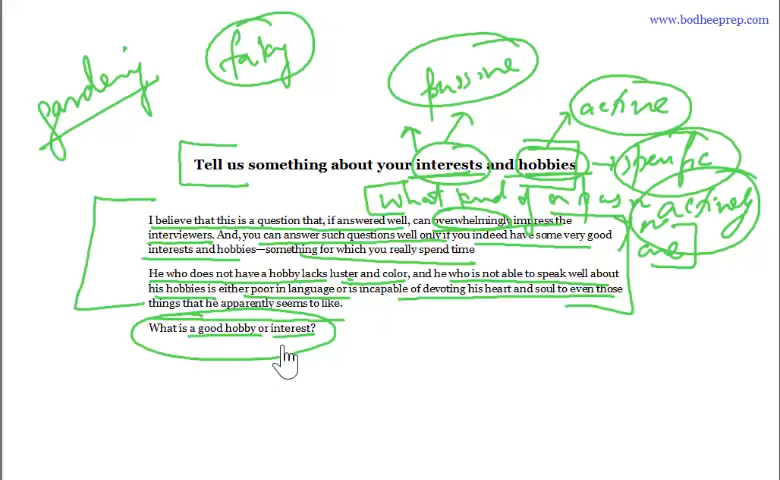 www.bodheeprep.com
faky
passive
gardening
active
Tell us something about your interests and hobbies
specific
what kind of
actively
I believe that this is a question that, if answered well, can overwhelmingly impress the
interviewers. And, you can answer such questions well only if you indeed have some very good
interests and hobbies—something for which you really spend time
are
He who does not have a hobby lacks luster and color, and he who is not able to speak well about
his hobbies is either poor in language or is incapable of devoting his heart and soul to even those
things that he apparently seems to like.
What is a good hobby or interest?